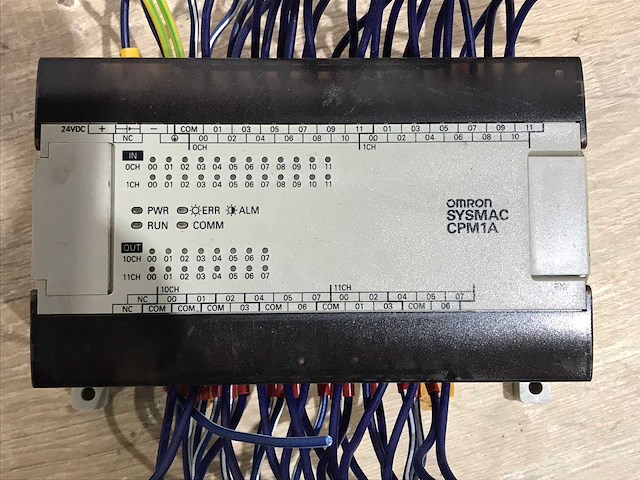 24VDC + − COM 01 03 05 07 09 11 01 03 05 07 09 11
NC 00 02 04 06 08 10 00 02 04 06 08 10
0CH 1CH
IN
0CH 00 01 02 03 04 05 06 07 08 09 10 11
1CH 00 01 02 03 04 05 06 07 08 09 10 11
PWR ERR ALM
RUN COMM
omron
SYSMAC
CPM1A
OUT
10CH 00 01 02 03 04 05 06 07
11CH 00 01 02 03 04 05 06 07
10CH 11CH
NC 00 01 02 04 05 07 00 02 04 05 07
NC COM COM COM 03 COM 06 COM 01 COM 03 COM 06